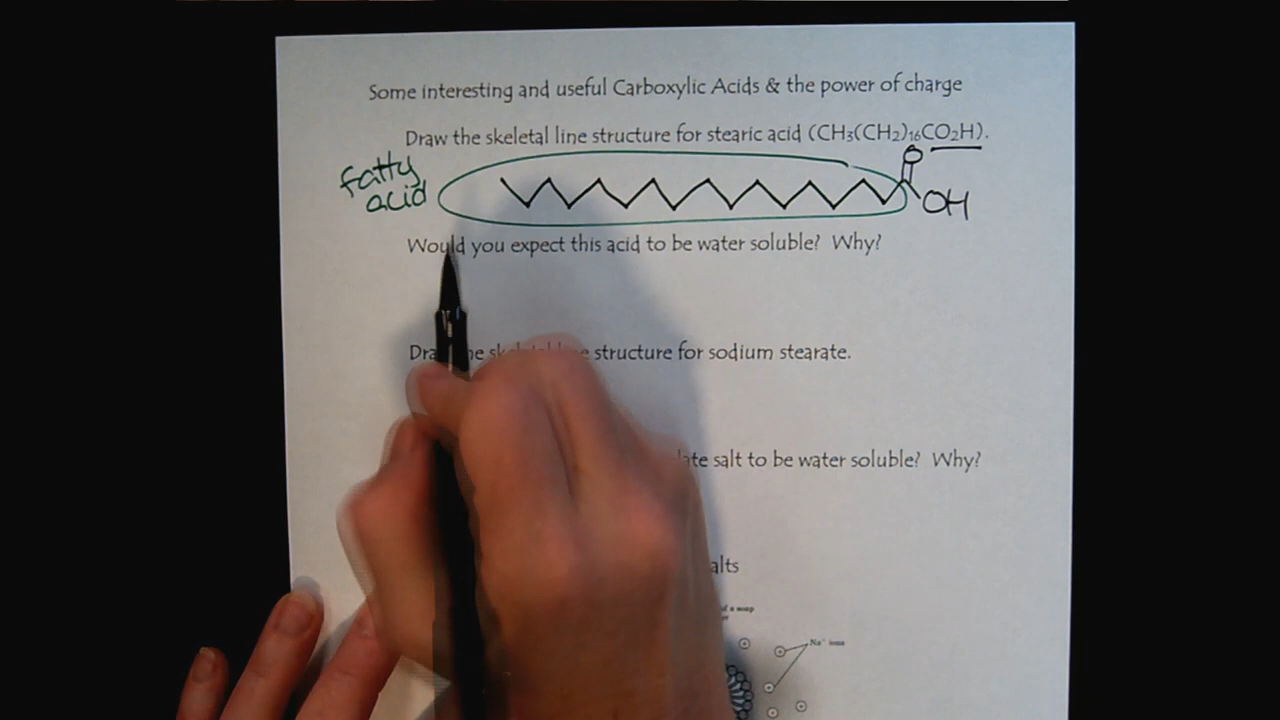 Some interesting and useful Carboxylic Acids & the power of charge
Draw the skeletal line structure for stearic acid (CH₃(CH₂)₁₆CO₂H).
fatty
acid
O
OH
Would you expect this acid to be water soluble? Why?
structure for sodium stearate.
salt to be water soluble? Why?
Na⁺ ions